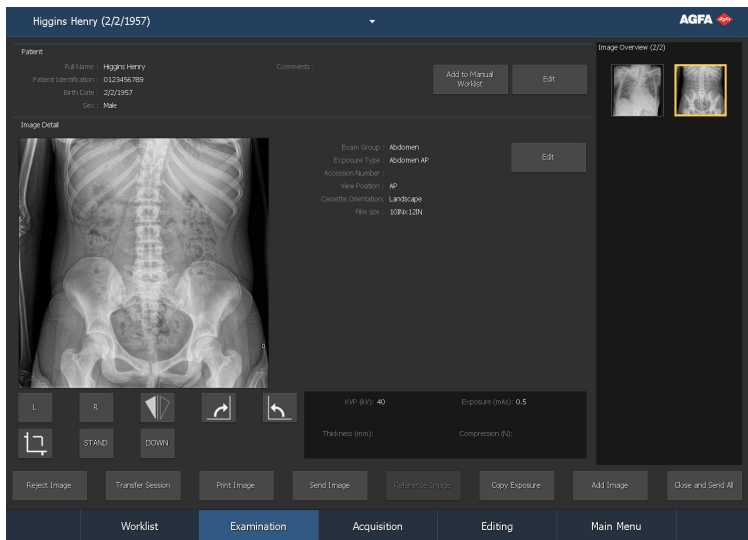 Higgins Henry (2/2/1957)
AGFA
Patient
Full Name : Higgins Henry
Patient Identification : 0123456789
Birth Date : 2/2/1957
Sex : Male
Comments :
Add to Manual
Worklist
Edit
Image Overview (2/2)
Image Detail
Exam Group : Abdomen
Exposure Type : Abdomen AP
Accession Number :
View Position : AP
Cassette Orientation: Landscape
Film size : 10INx12IN
Edit
L R
STAND DOWN
KVP (kV): 40 Exposure (mAs): 0.5
Thickness (mm): Compression (N):
Reject Image Transfer Session Print Image Send Image Reference Image Copy Exposure Add Image Close and Send All
Worklist Examination Acquisition Editing Main Menu